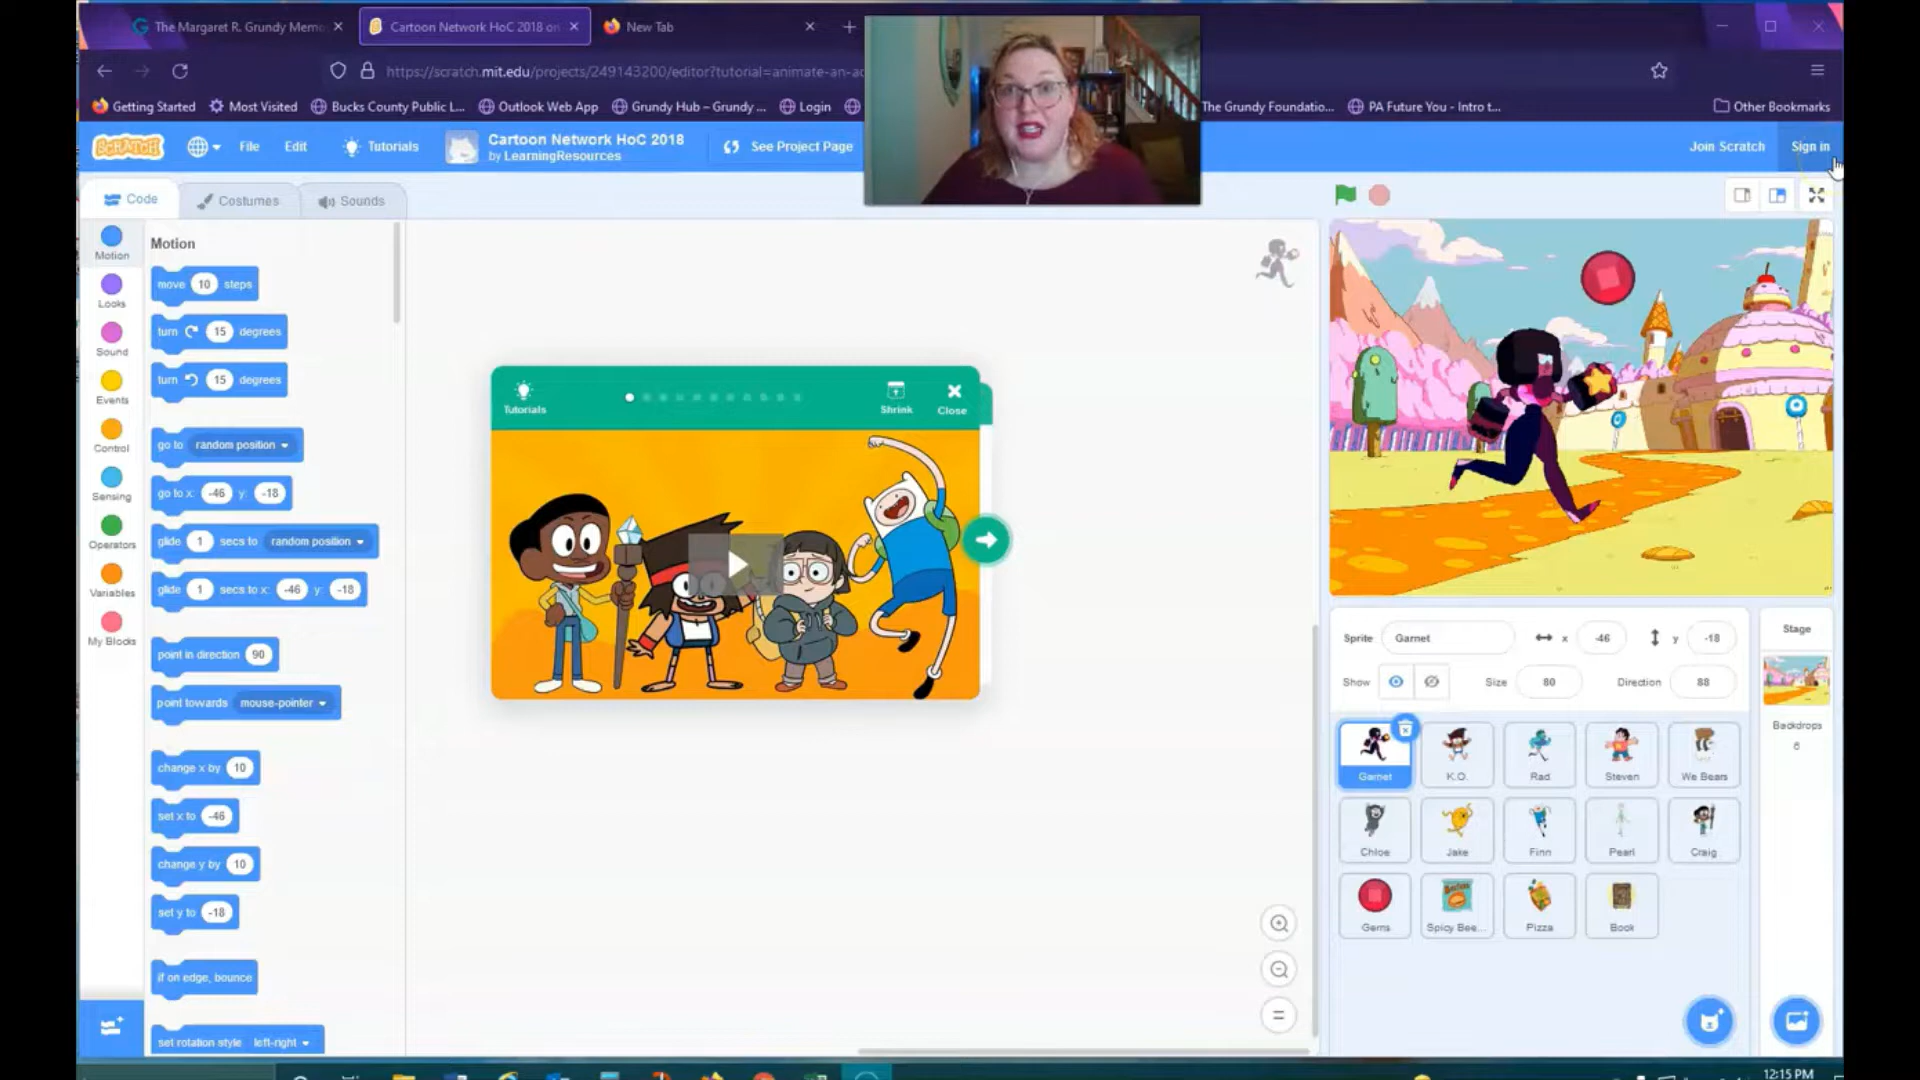 The Margaret R. Grundy Memo
Cartoon Network HoC 2018 on
New Tab
https://scratch.mit.edu/projects/249143200/editor?tutorial=animate-an-ac
Getting Started
Most Visited
Bucks County Public L...
Outlook Web App
Grundy Hub – Grundy ...
Login
The Grundy Foundatio...
PA Future You - Intro t...
Other Bookmarks
SCRATCH
File
Edit
Tutorials
Cartoon Network HoC 2018
by LearningResources
See Project Page
Join Scratch
Sign in
Code
Costumes
Sounds
Motion
Looks
Sound
Events
Control
Sensing
Operators
Variables
My Blocks
Motion
move 10 steps
turn 15 degrees
turn 15 degrees
go to random position
go to x: -46 y: -18
glide 1 secs to random position
glide 1 secs to x: -46 y: -18
point in direction 90
point towards mouse-pointer
change x by 10
set x to -46
change y by 10
set y to -18
if on edge, bounce
set rotation style left-right
Tutorials
Shrink
Close
Sprite Garnet x -46 y -18
Show Size 80 Direction 88
Stage
Backdrops
6
Garnet
K.O.
Rad
Steven
We Bears
Chloe
Jake
Finn
Pearl
Craig
Gems
Spicy Bee...
Pizza
Book
12:15 PM